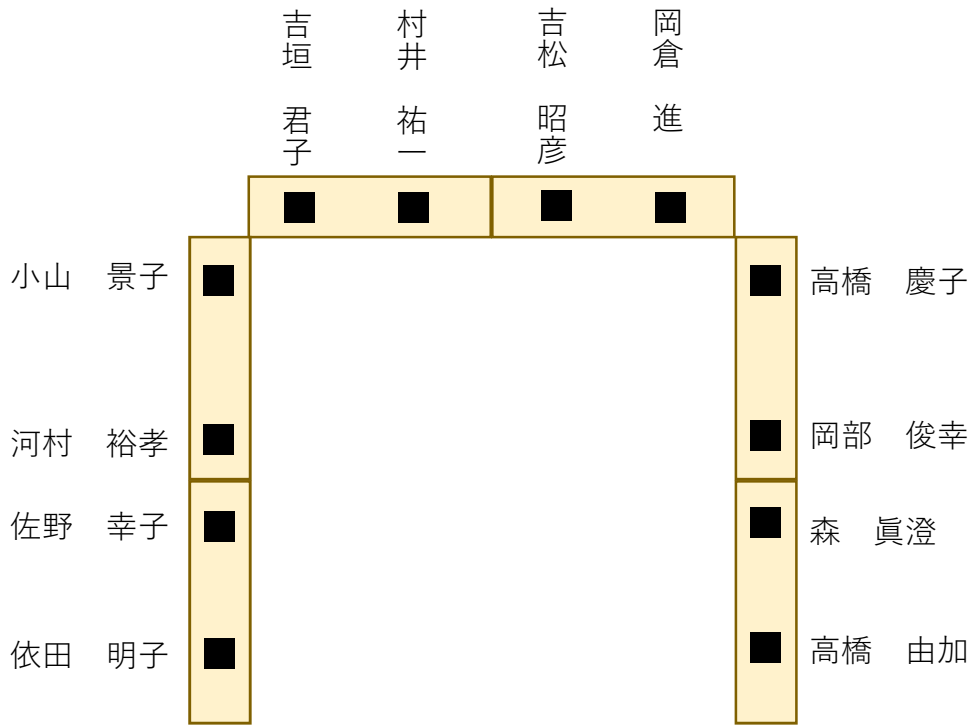 吉垣　君子
村井　祐一
吉松　昭彦
岡倉　進
小山　景子
河村　裕孝
佐野　幸子
依田　明子
高橋　慶子
岡部　俊幸
森　眞澄
高橋　由加